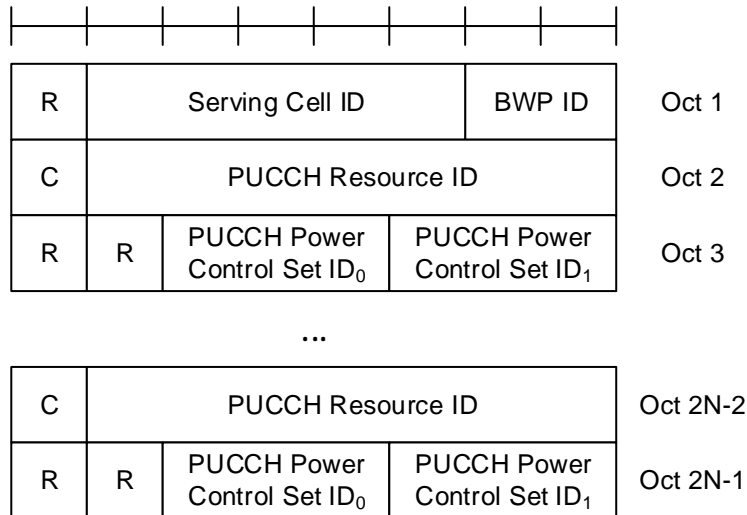 R Serving Cell ID BWP ID Oct 1
C PUCCH Resource ID Oct 2
R R PUCCH Power Control Set ID₀ PUCCH Power Control Set ID₁ Oct 3
...
C PUCCH Resource ID Oct 2N-2
R R PUCCH Power Control Set ID₀ PUCCH Power Control Set ID₁ Oct 2N-1